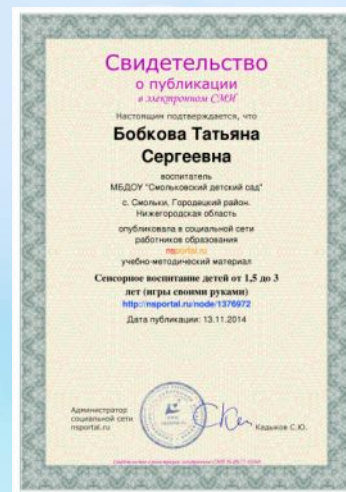 Свидетельство
о публикации
в электронном СМИ
Настоящим подтверждается, что
Бобкова Татьяна
Сергеевна
воспитатель
МБДОУ "Смольковский детский сад"
с. Смольки, Городецкий район.
Нижегородская область
опубликовала в социальной сети
работников образования
nsportal.ru
учебно-методический материал
Сенсорное воспитание детей от 1,5 до 3
лет (игры своими руками)
http://nsportal.ru/node/1376972
Дата публикации: 13.11.2014
Администратор
социальной сети
nsportal.ru
Кадыков С.Ю.